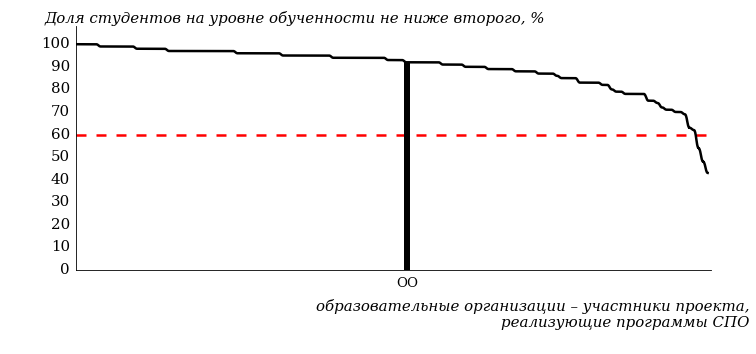 Доля студентов на уровне обученности не ниже второго, %
100
90
80
70
60
50
40
30
20
10
0
ОО
образовательные организации – участники проекта,
реализующие программы СПО